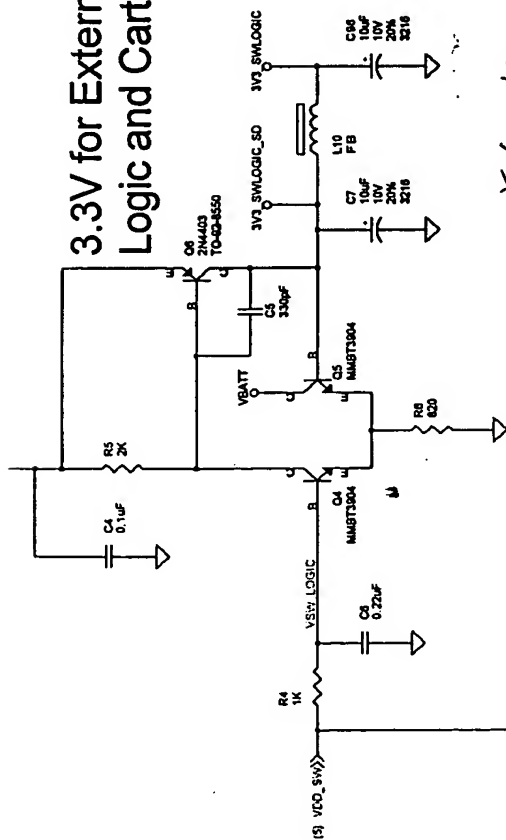 3.3V for Extern
Logic and Cart
C4
0.1uF
R5
2K
Q6
2N4403
TO-92-8550
E
B
C
C5
330pF
3V3_SWLOGIC_SD
3V3_SWLOGIC
L10
FB
C7
10uF
10V
20%
3216
C98
10uF
10V
20%
3216
VBATT
C
B
E
Q5
MMBT3904
C
B
E
Q4
MMBT3904
R6
820
VSW_LOGIC
C6
0.22uF
R4
1K
(5) VDD_SW